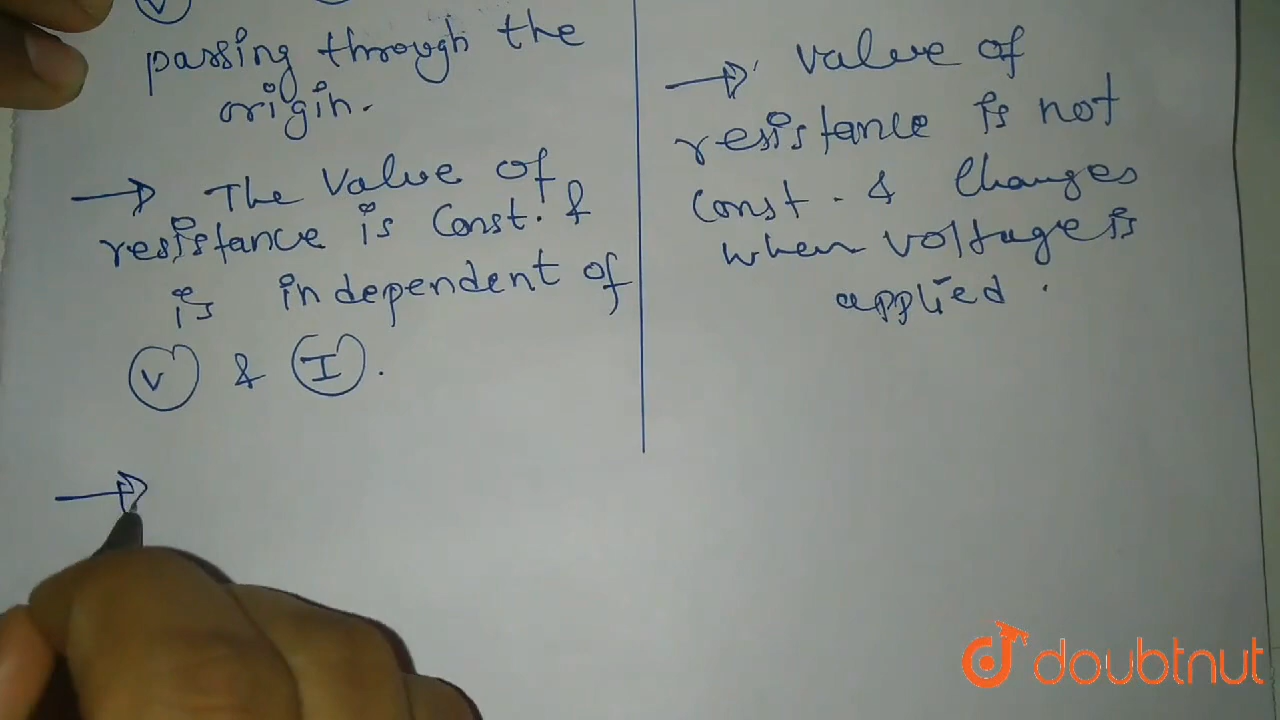 V
passing through the
origin.
→ The Value of
resistance is Const. &
is independent of
V & I.
→
→ Value of
resistance is not
Const. & Changes
when voltage is
applied.
doubtnut